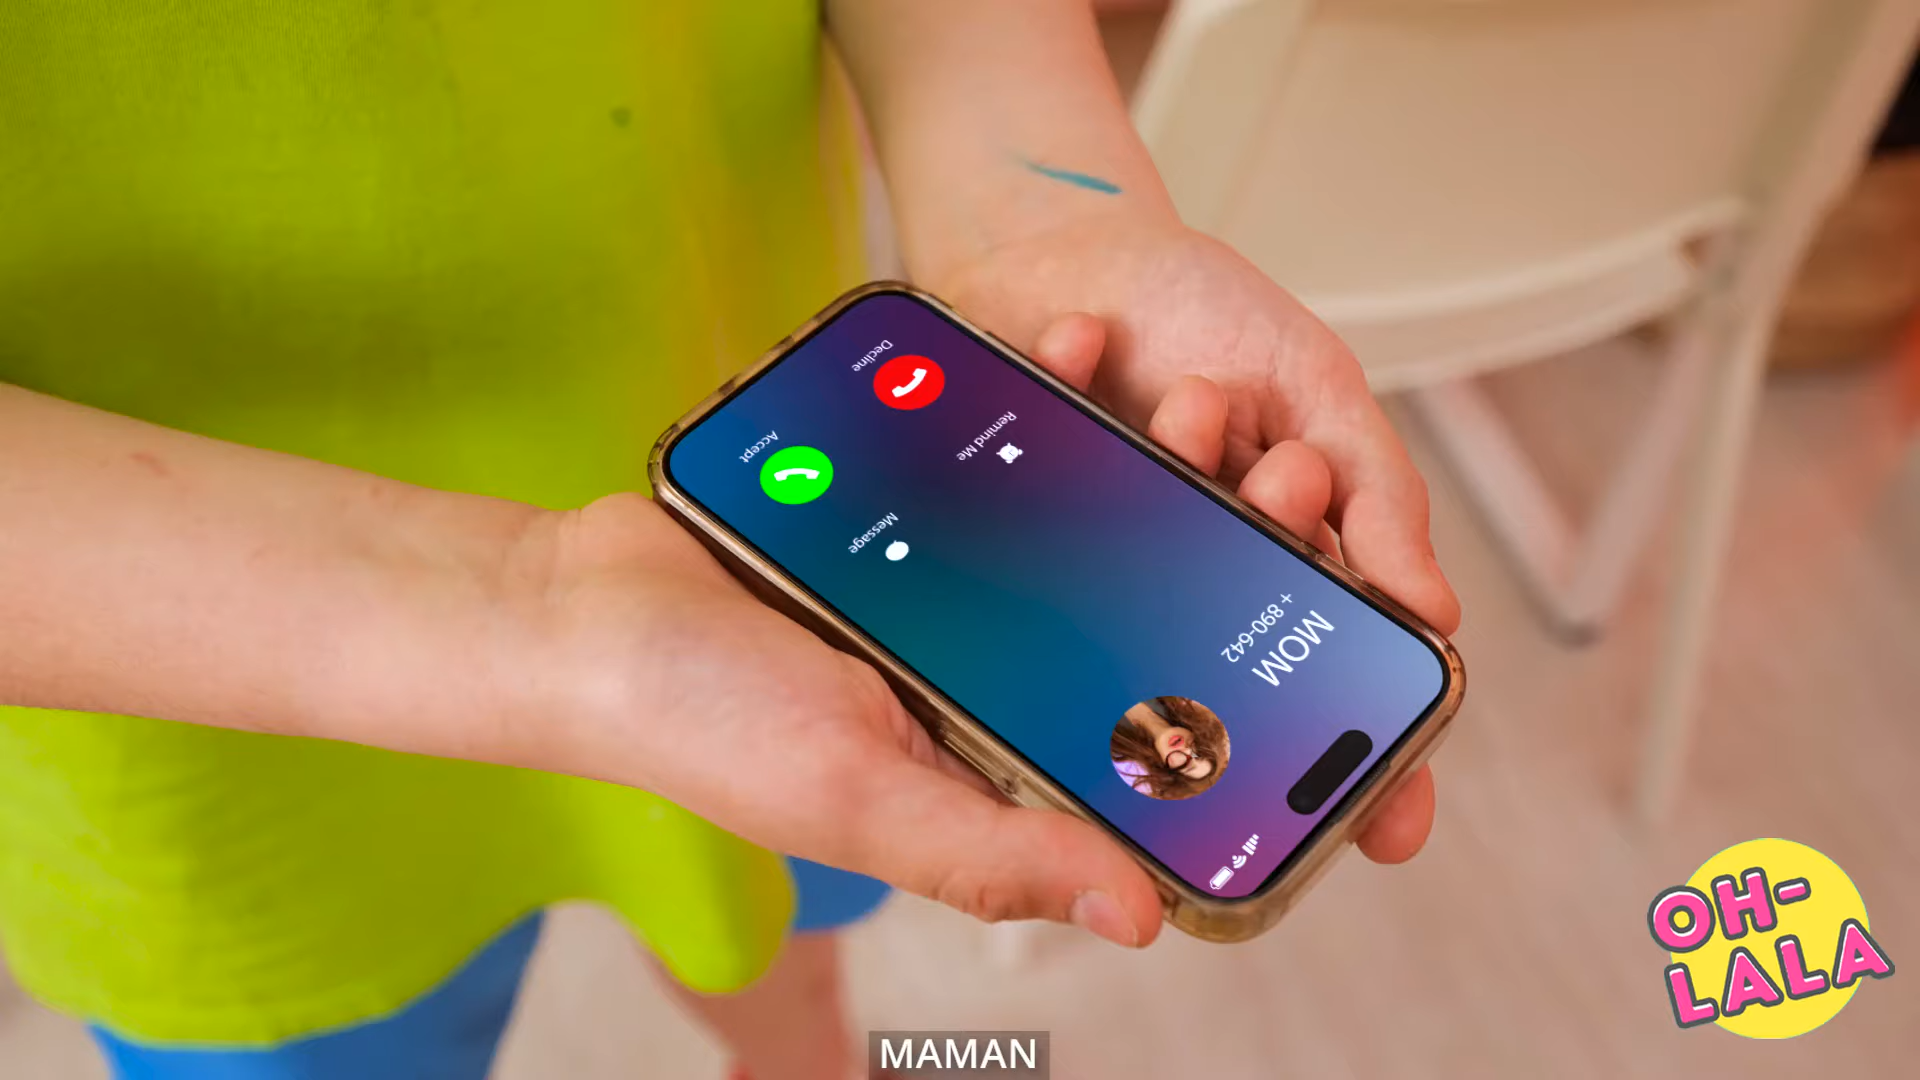 MOM
+ 890-642
Message
Remind Me
Accept
Decline
OH-
LALA
MAMAN